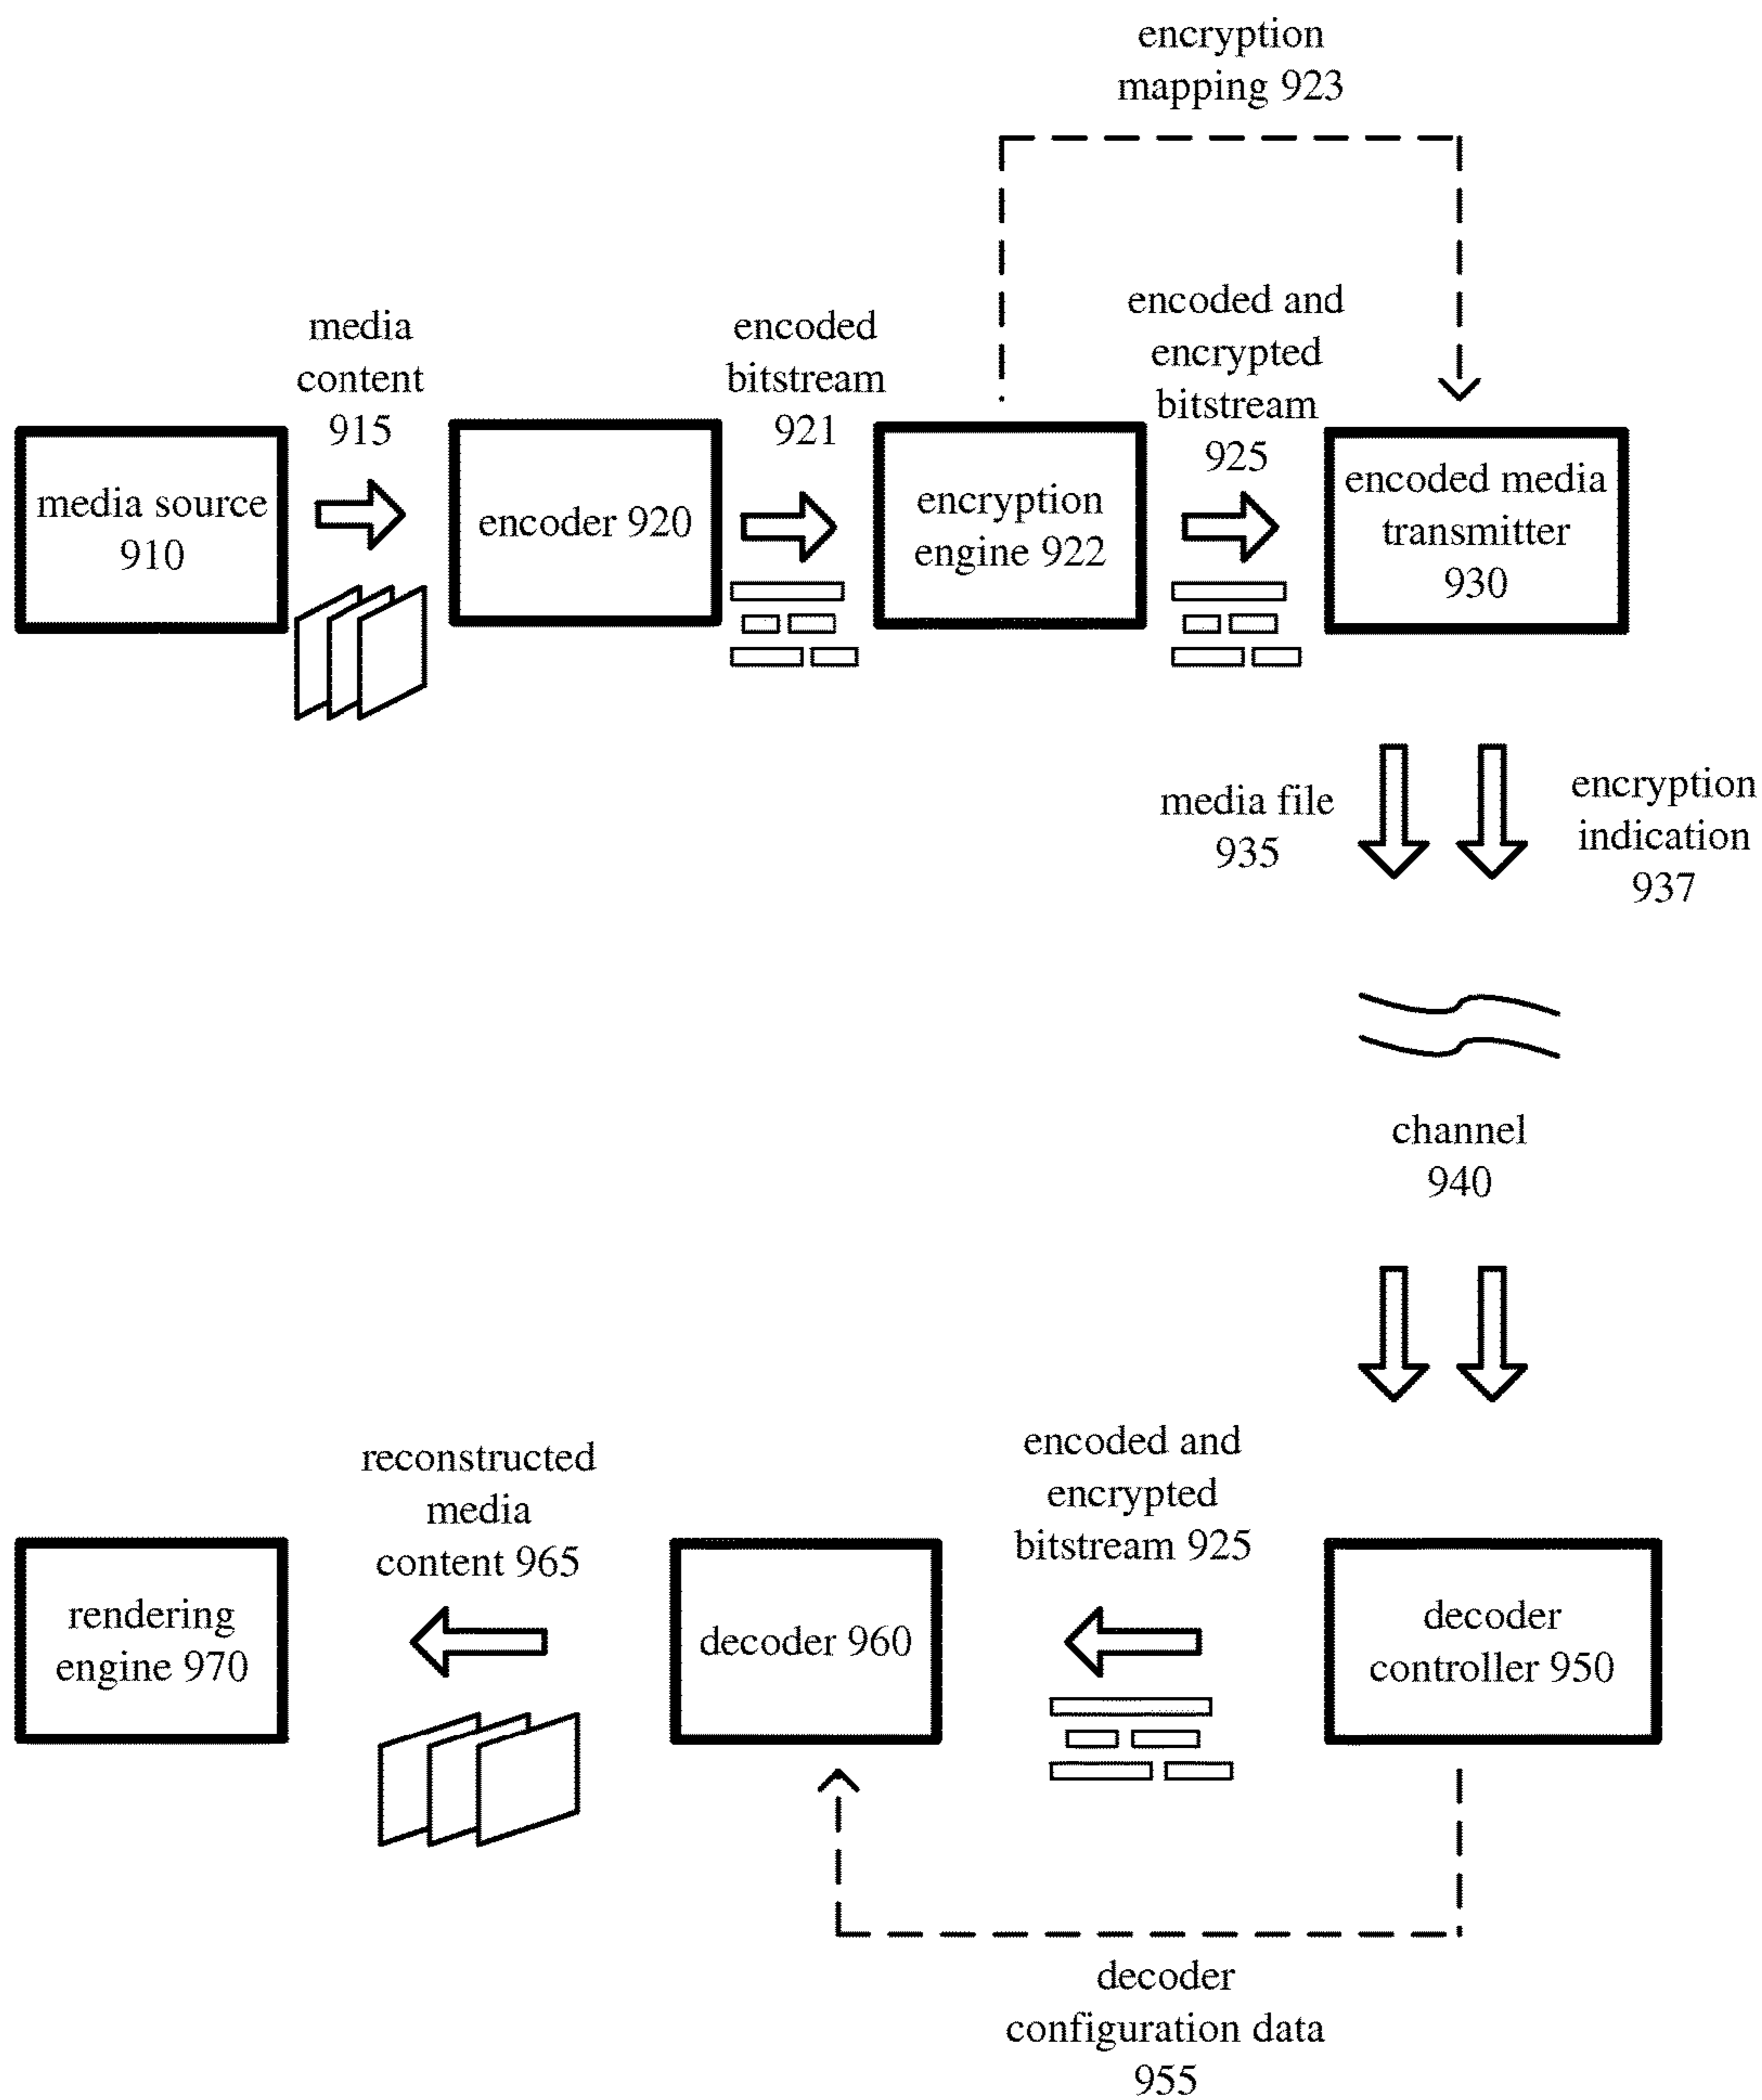 encryption
mapping 923
media
content
915
encoded
bitstream
921
encoded and
encrypted
bitstream
925
media source
910
encoder 920
encryption
engine 922
encoded media
transmitter
930
media file
935
encryption
indication
937
channel
940
reconstructed
media
content 965
encoded and
encrypted
bitstream 925
rendering
engine 970
decoder 960
decoder
controller 950
decoder
configuration data
955